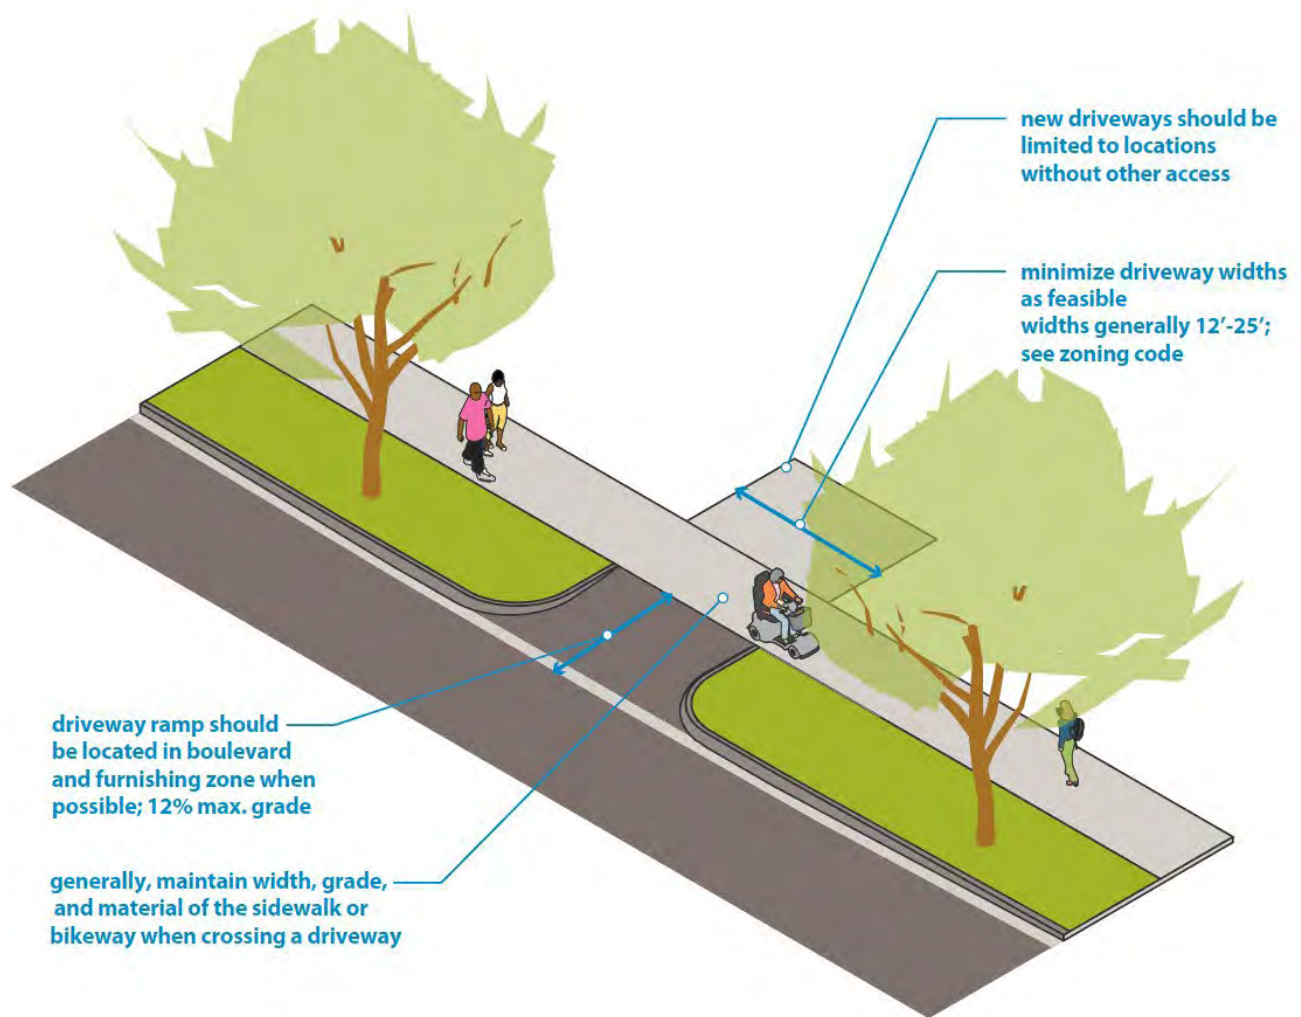 new driveways should be
limited to locations
without other access
minimize driveway widths
as feasible
widths generally 12’-25’;
see zoning code
driveway ramp should
be located in boulevard
and furnishing zone when
possible; 12% max. grade
generally, maintain width, grade,
and material of the sidewalk or
bikeway when crossing a driveway